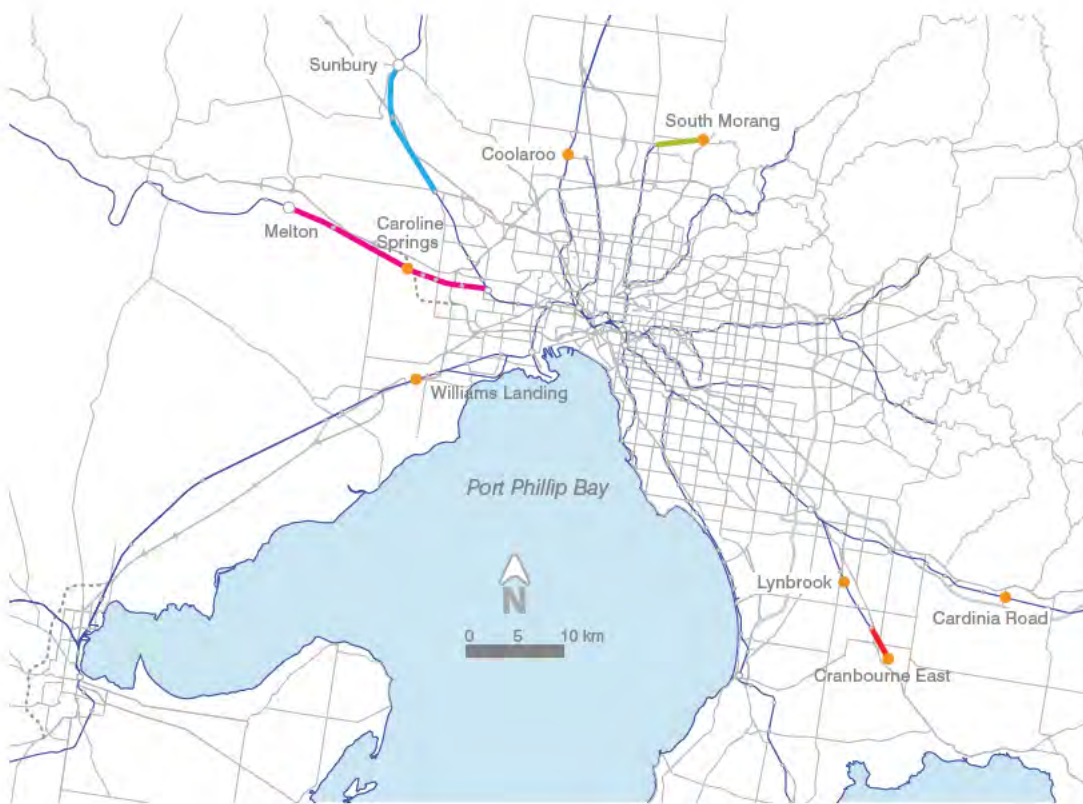 Sunbury
South Morang
Coolaroo
Melton
Caroline
Springs
Williams Landing
Port Phillip Bay
N
0 5 10 km
Lynbrook
Cardinia Road
Cranbourne East